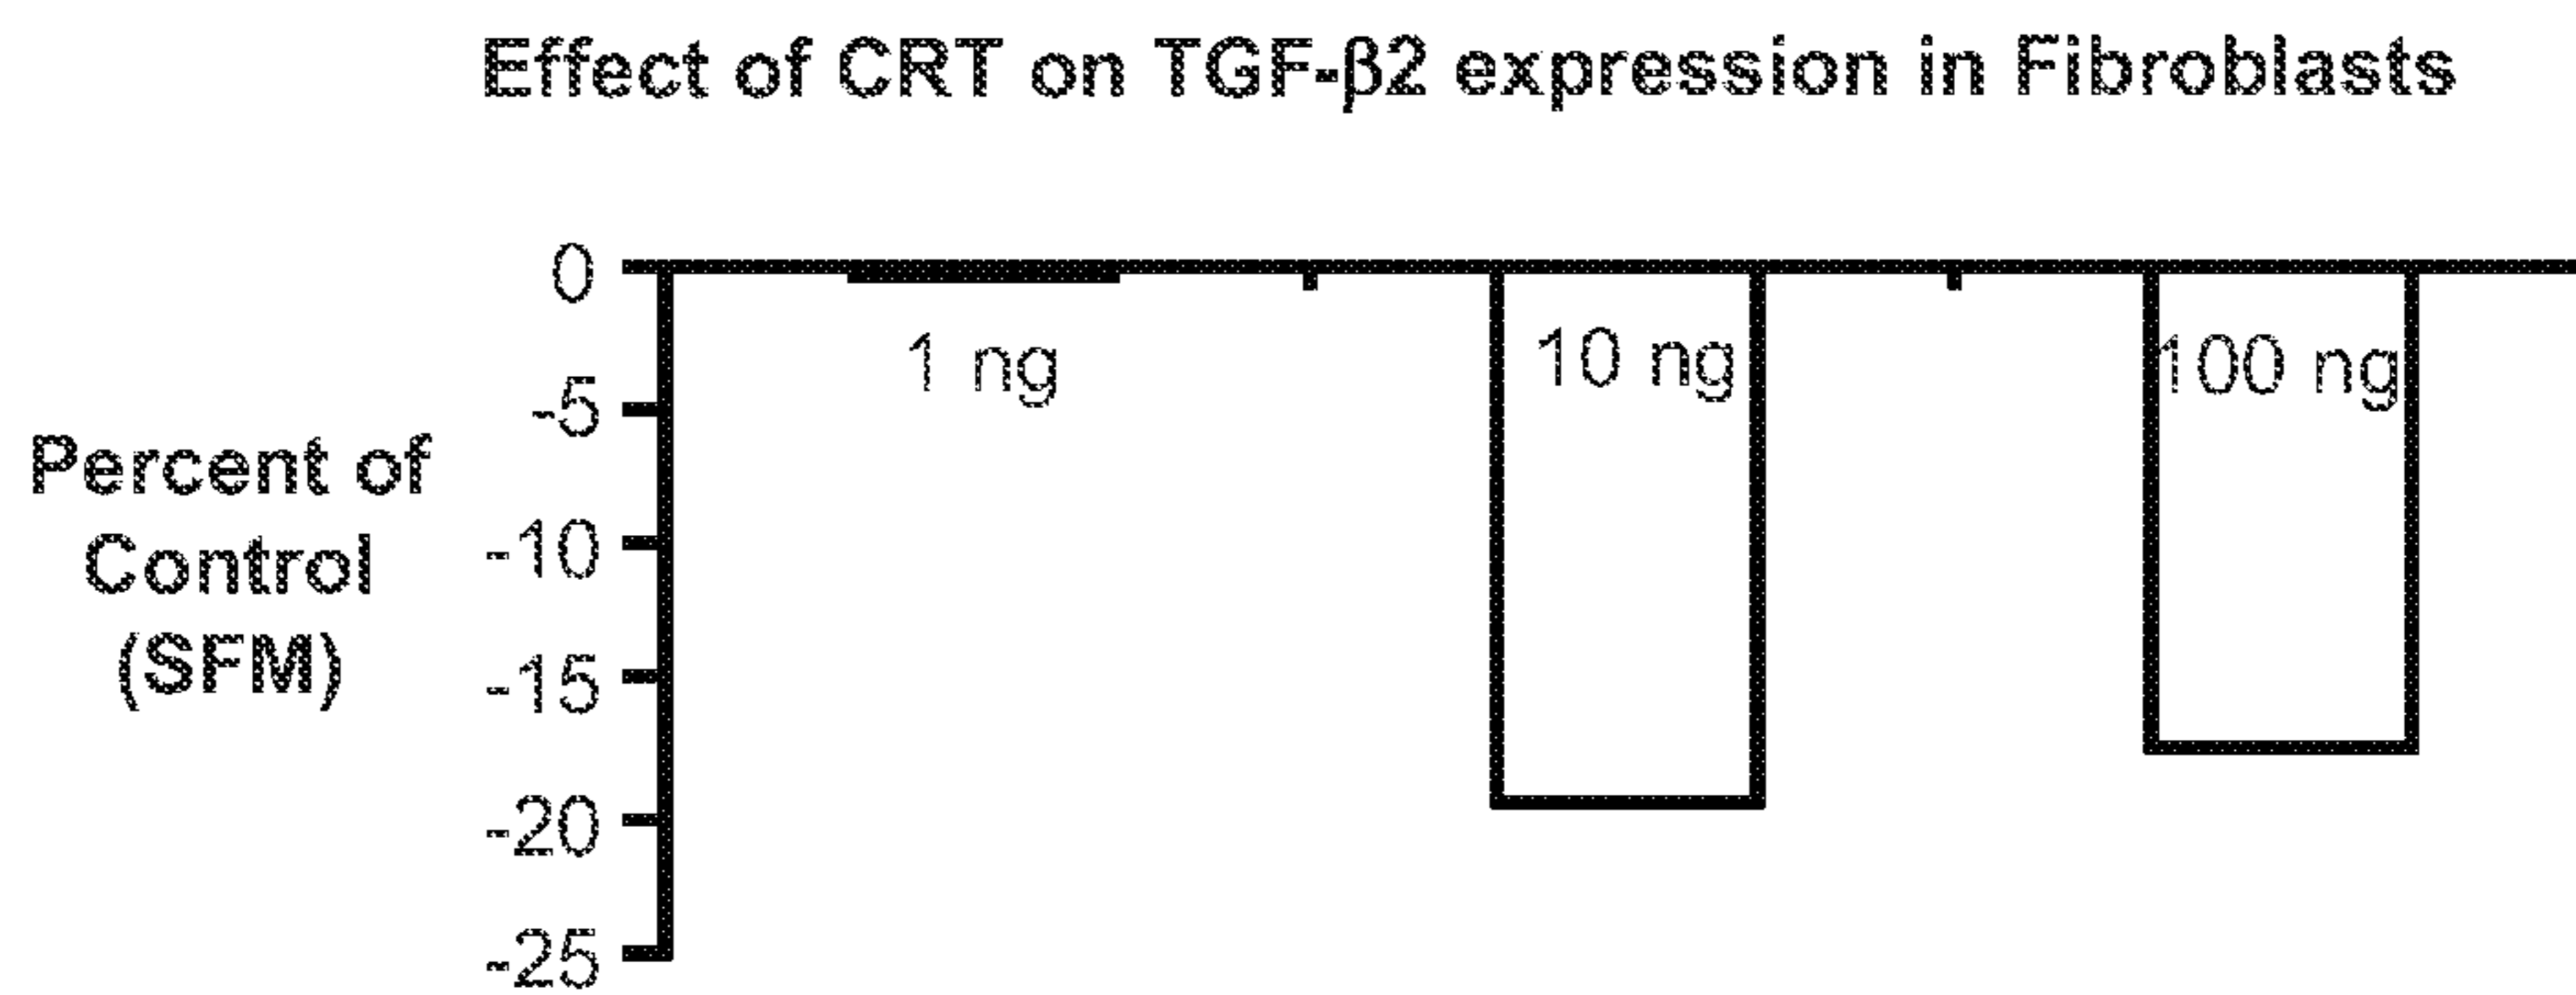 Effect of CRT on TGF-β2 expression in Fibroblasts
0
1 ng
10 ng
100 ng
-5
Percent of
Control
(SFM)
-10
-15
-20
-25